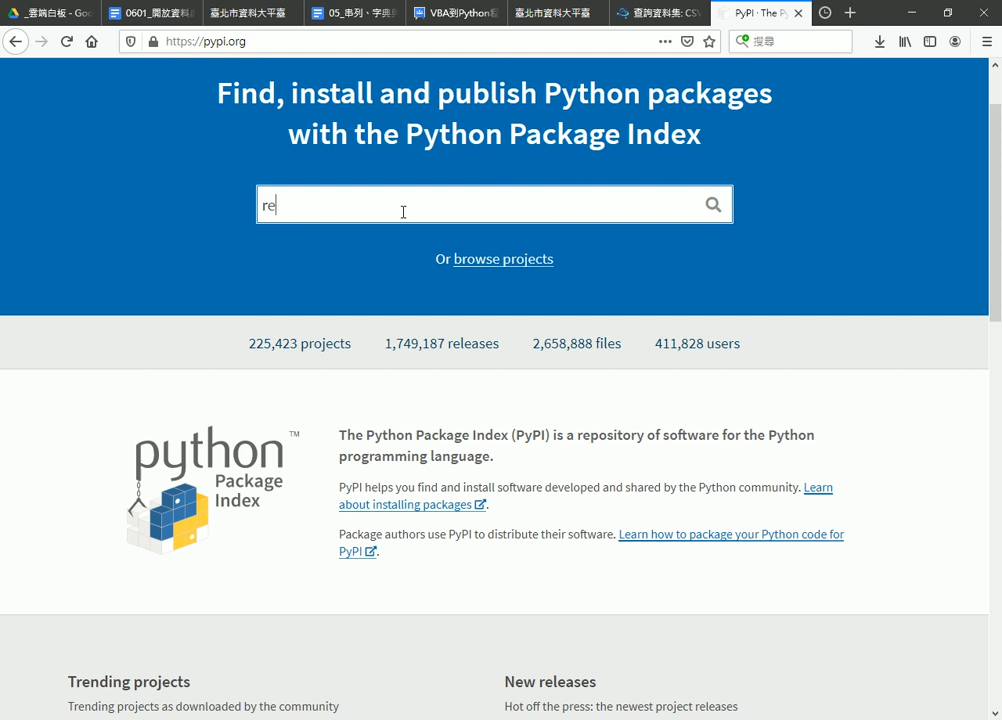 _雲端白板 - Goo
0601_開放資料
臺北市資料大平臺
05_串列、字典
VBA到Python
臺北市資料大平臺
查詢資料集: CSV
PyPI · The Py
https://pypi.org
搜尋
Find, install and publish Python packages
with the Python Package Index
re
Or browse projects
225,423 projects
1,749,187 releases
2,658,888 files
411,828 users
python
TM
Package
Index
The Python Package Index (PyPI) is a repository of software for the Python
programming language.
PyPI helps you find and install software developed and shared by the Python community. Learn
about installing packages.
Package authors use PyPI to distribute their software. Learn how to package your Python code for
PyPI.
Trending projects
Trending projects as downloaded by the community
New releases
Hot off the press: the newest project releases